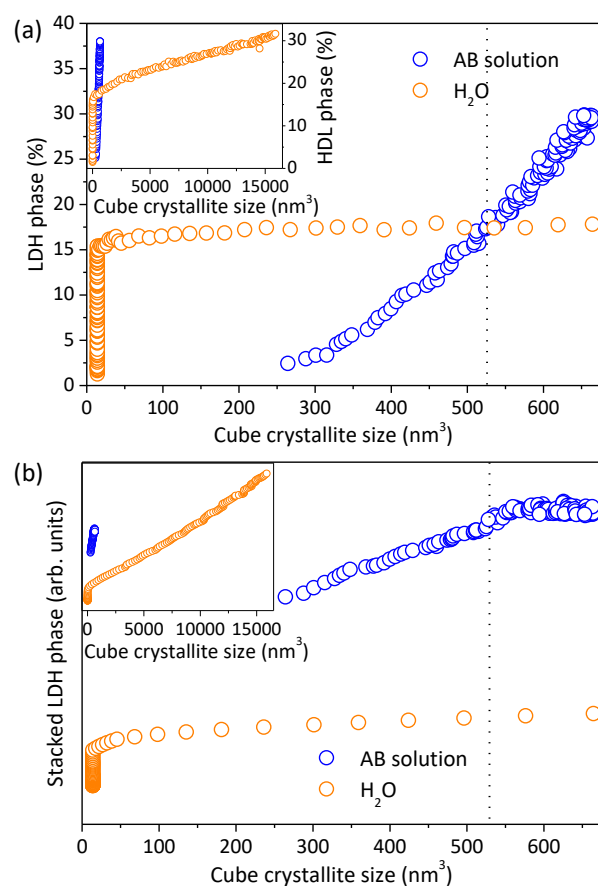 (a)
40
35
30
25
20
15
10
5
0
LDH phase (%)
0 100 200 300 400 500 600
Cube crystallite size (nm³)
AB solution
H₂O
30
20
10
0
HDL phase (%)
0 5000 10000 15000
Cube crystallite size (nm³)
(b)
Stacked LDH phase (arb. units)
0 5000 10000 15000
Cube crystallite size (nm³)
AB solution
H₂O
0 100 200 300 400 500 600
Cube crystallite size (nm³)